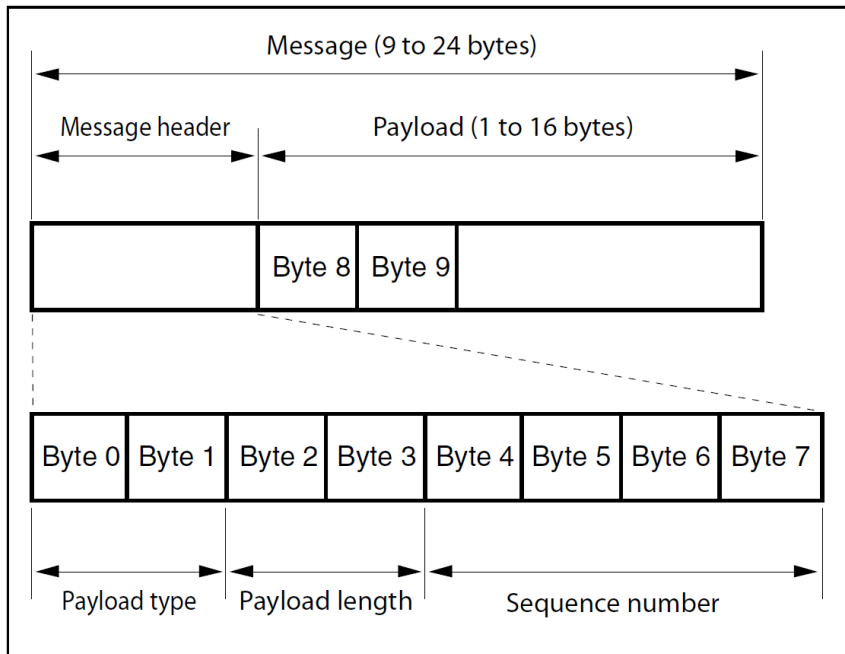 Message (9 to 24 bytes)
Message header Payload (1 to 16 bytes)
Byte 8 Byte 9
Byte 0 Byte 1 Byte 2 Byte 3 Byte 4 Byte 5 Byte 6 Byte 7
Payload type Payload length Sequence number